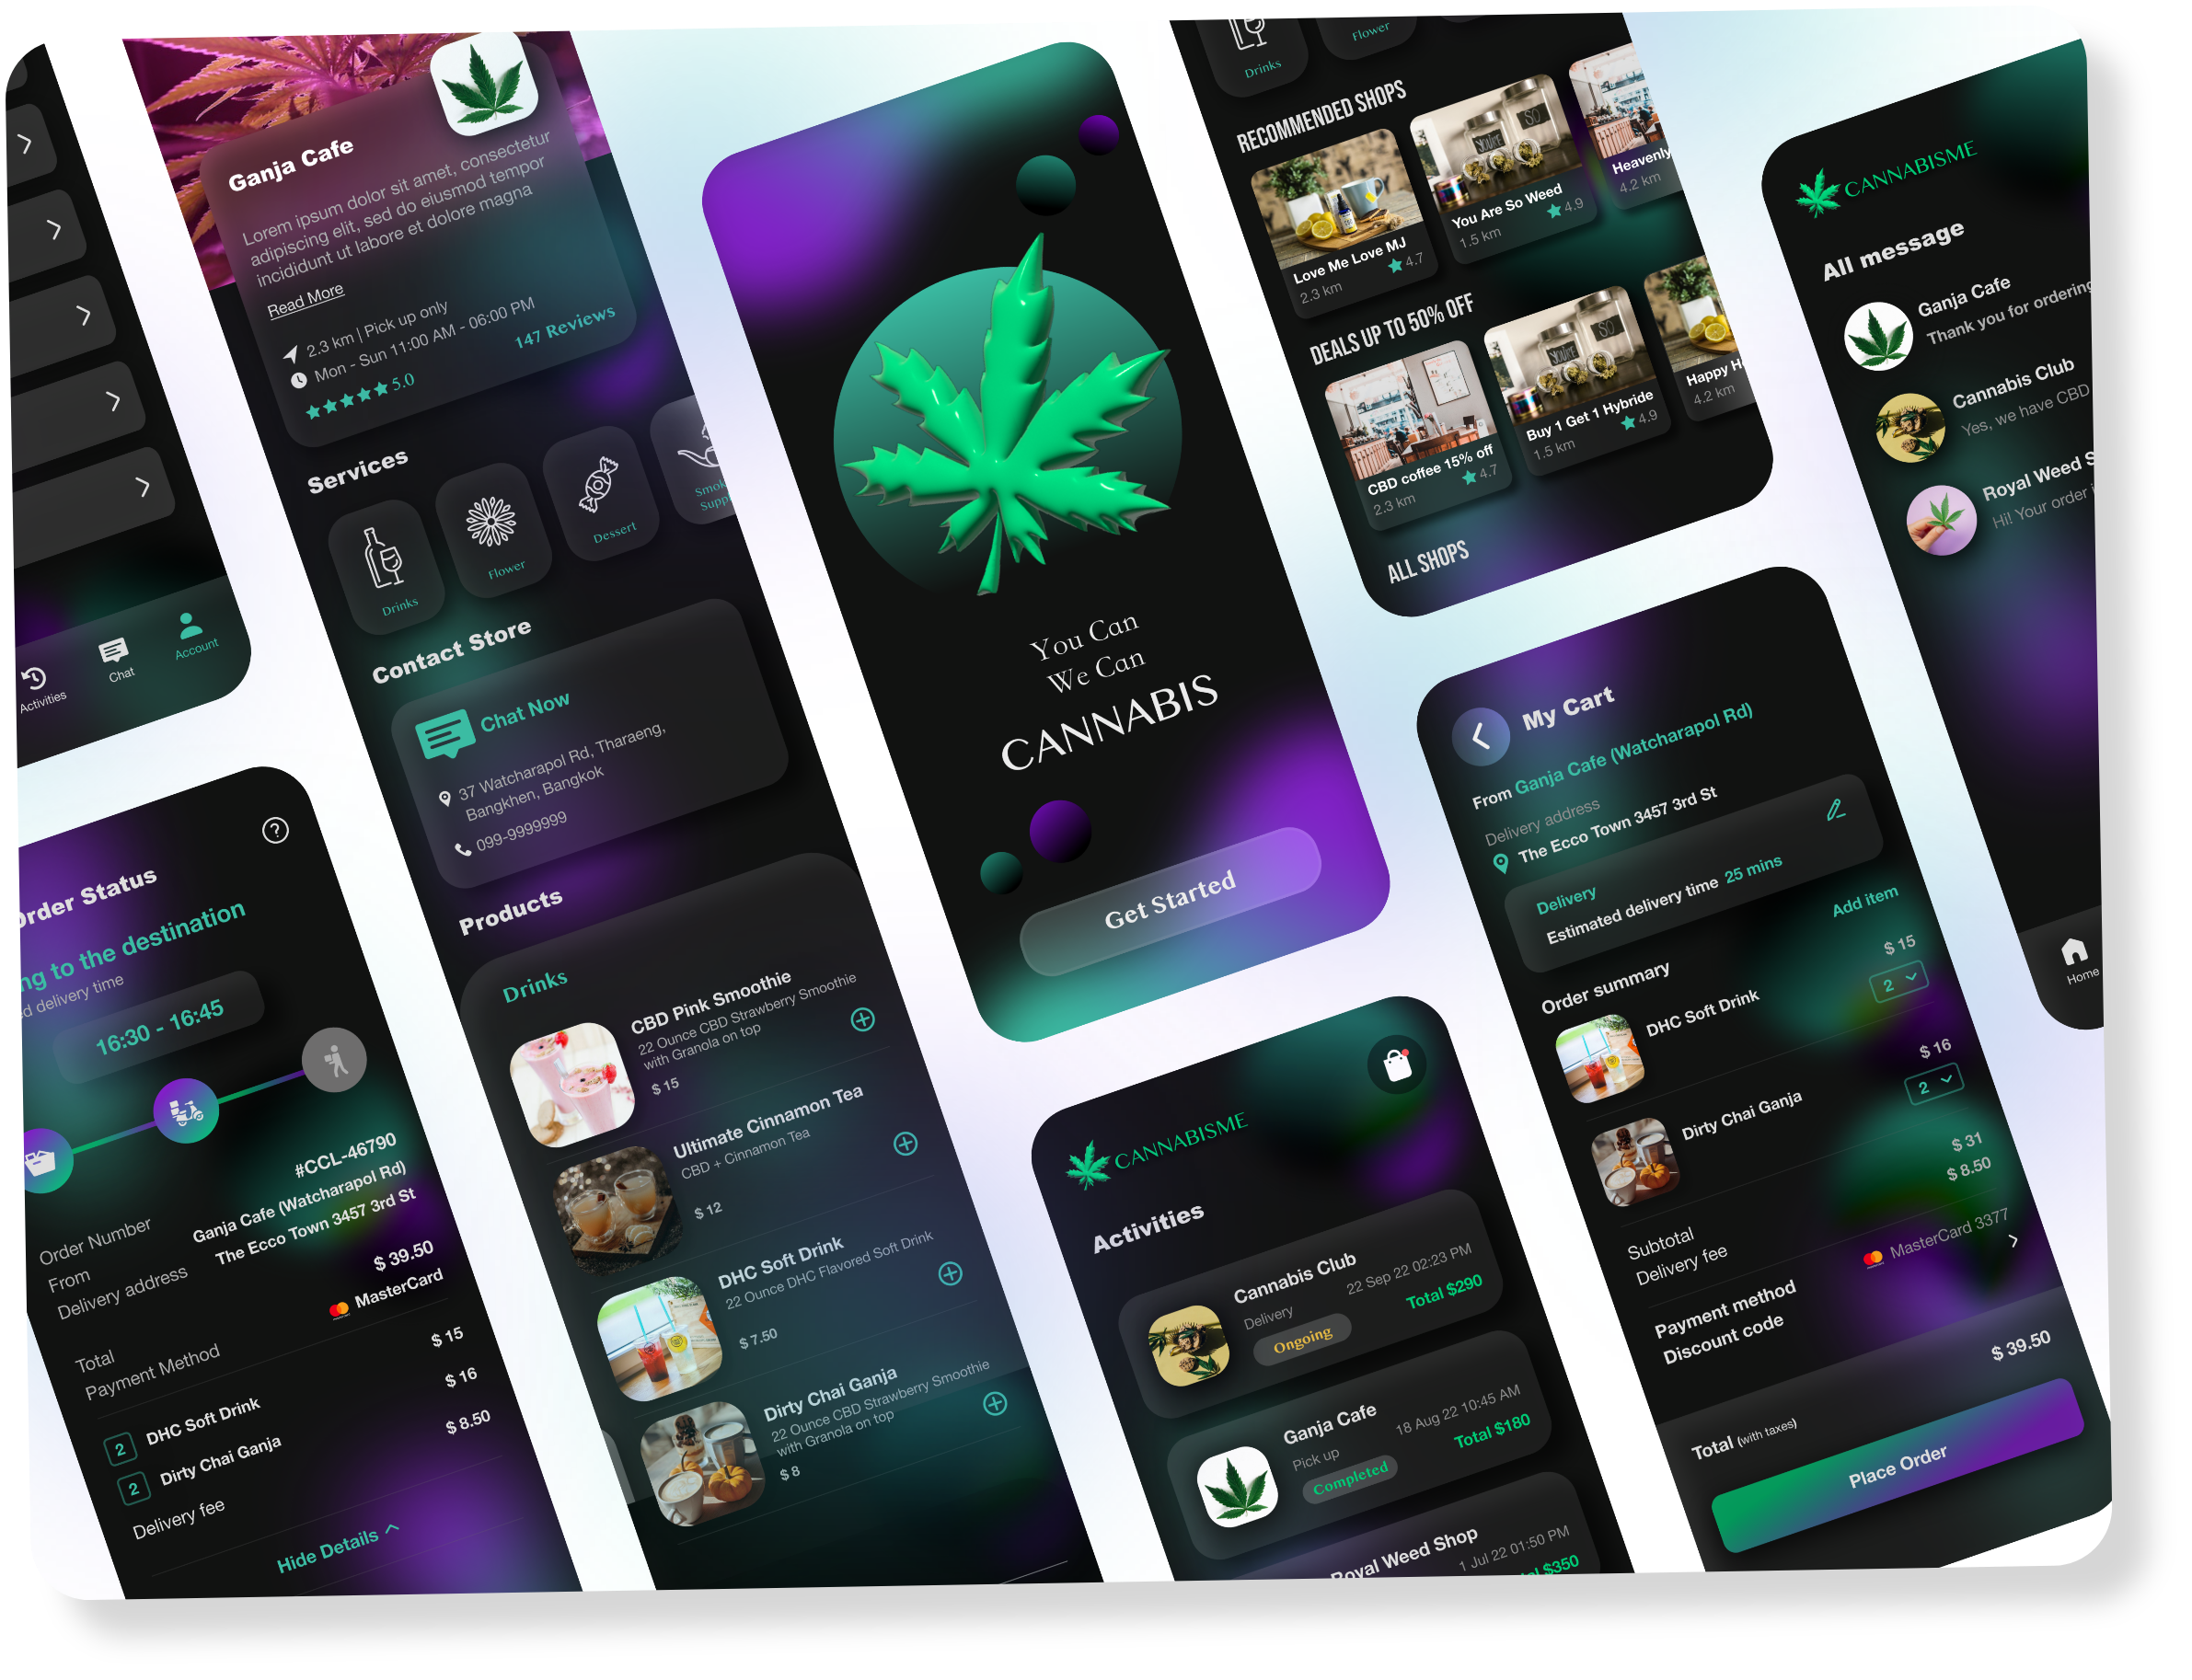 Activities
Chat
Account
Order Status
to the destination
delivery time
16:30 - 16:45
Order Number
#CCL-46790
From
Ganja Cafe (Watcharapol Rd)
Delivery address
The Ecco Town 3457 3rd St
Total
$ 39.50
Payment Method
MasterCard
2 DHC Soft Drink
$ 15
2 Dirty Chai Ganja
$ 16
Delivery fee
$ 8.50
Hide Details
Ganja Cafe
Lorem ipsum dolor sit amet, consectetur
adipiscing elit, sed do eiusmod tempor
incididunt ut labore et dolore magna
Read More
2.3 km | Pick up only
Mon - Sun 11:00 AM - 06:00 PM
5.0
147 Reviews
Services
Drinks
Flower
Dessert
Contact Store
Chat Now
37 Watcharapol Rd, Tharaeng,
Bangkhen, Bangkok
099-9999999
Products
Drinks
CBD Pink Smoothie
22 Ounce CBD Strawberry Smoothie
with Granola on top
$ 15
Ultimate Cinnamon Tea
CBD + Cinnamon Tea
$ 12
DHC Soft Drink
22 Ounce DHC Flavored Soft Drink
$ 7.50
Dirty Chai Ganja
22 Ounce CBD Strawberry Smoothie
with Granola on top
$ 8
You Can
We Can
CANNABIS
Get Started
CANNABISME
Activities
Cannabis Club
Delivery
22 Sep 22 02:23 PM
Ongoing
Total $290
Ganja Cafe
Pick up
18 Aug 22 10:45 AM
Completed
Total $180
Royal Weed Shop
1 Jul 22 01:50 PM
$350
Drinks
Flower
RECOMMENDED SHOPS
Love Me Love MJ
4.7
2.3 km
You Are So Weed
4.9
1.5 km
Heavenly
4.2 km
DEALS UP TO 50% OFF
CBD coffee 15% off
4.7
2.3 km
Buy 1 Get 1 Hybride
4.9
1.5 km
Happy
4.2 km
ALL SHOPS
My Cart
From Ganja Cafe (Watcharapol Rd)
Delivery address
The Ecco Town 3457 3rd St
Delivery
Estimated delivery time 25 mins
Add item
Order summary
$ 15
DHC Soft Drink
2
$ 16
Dirty Chai Ganja
2
Subtotal
$ 31
Delivery fee
$ 8.50
Payment method
MasterCard 3377
Discount code
Total (with taxes)
$ 39.50
Place Order
CANNABISME
All message
Ganja Cafe
Thank you for ordering
Cannabis Club
Yes, we have CBD
Royal Weed
Hi! Your order
Home